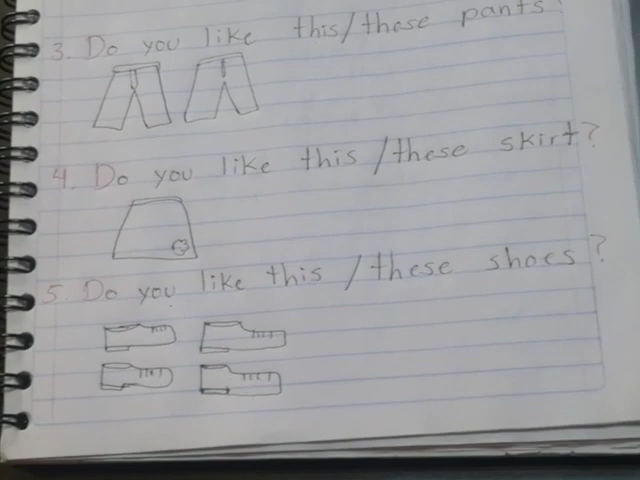 3. Do you like this/these pants?
4. Do you like this/these skirt?
5. Do you like this/these shoes?